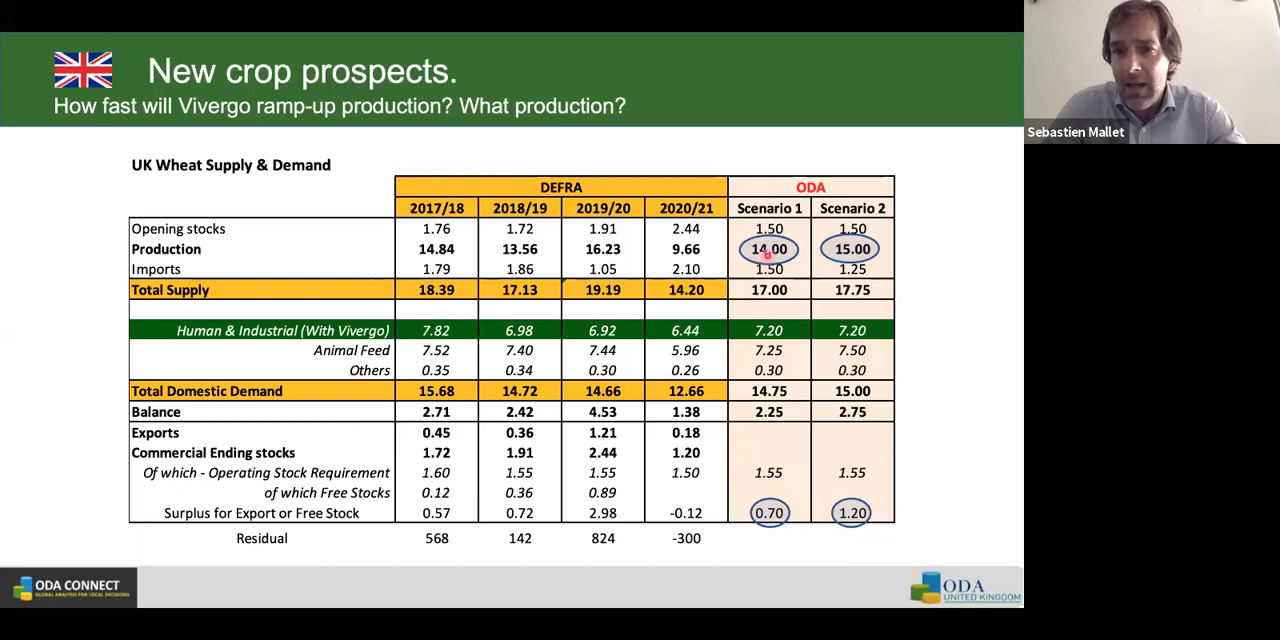 New crop prospects.
How fast will Vivergo ramp-up production? What production?
Sebastien Mallet
UK Wheat Supply & Demand
DEFRA ODA
2017/18 2018/19 2019/20 2020/21 Scenario 1 Scenario 2
Opening stocks 1.76 1.72 1.91 2.44 1.50 1.50
Production 14.84 13.56 16.23 9.66 14.00 15.00
Imports 1.79 1.86 1.05 2.10 1.50 1.25
Total Supply 18.39 17.13 19.19 14.20 17.00 17.75
Human & Industrial (With Vivergo) 7.82 6.98 6.92 6.44 7.20 7.20
Animal Feed 7.52 7.40 7.44 5.96 7.25 7.50
Others 0.35 0.34 0.30 0.26 0.30 0.30
Total Domestic Demand 15.68 14.72 14.66 12.66 14.75 15.00
Balance 2.71 2.42 4.53 1.38 2.25 2.75
Exports 0.45 0.36 1.21 0.18
Commercial Ending stocks 1.72 1.91 2.44 1.20
Of which - Operating Stock Requirement 1.60 1.55 1.55 1.50 1.55 1.55
of which Free Stocks 0.12 0.36 0.89
Surplus for Export or Free Stock 0.57 0.72 2.98 -0.12 0.70 1.20
Residual 568 142 824 -300
ODA CONNECT
GLOBAL ANALYSIS FOR LOCAL DECISIONS
ODA
UNITED KINGDOM